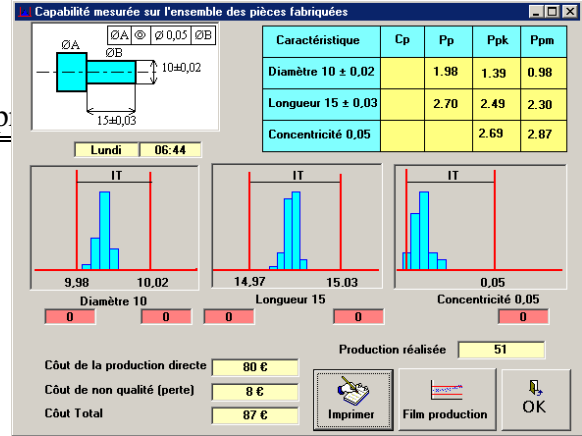 Capabilité mesurée sur l'ensemble des pièces fabriquées
ØA ◎ Ø 0,05 ØB
ØA
ØB
10±0,02
15±0,03
Caractéristique Cp Pp Ppk Ppm
Diamètre 10 ± 0,02 1.98 1.39 0.98
Longueur 15 ± 0,03 2.70 2.49 2.30
Concentricité 0,05 2.69 2.87
Lundi 06:44
IT IT IT
9,98 10,02 14,97 15.03 0,05
Diamètre 10 Longueur 15 Concentricité 0,05
0 0 0 0 0
Production réalisée 51
Côut de la production directe 80 €
Côut de non qualité (perte) 8 €
Côut Total 87 €
Imprimer Film production OK